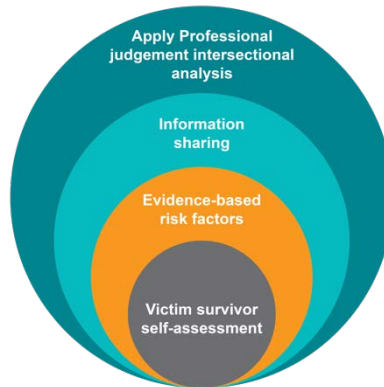 Apply Professional
judgement intersectional
analysis
Information
sharing
Evidence-based
risk factors
Victim survivor
self-assessment